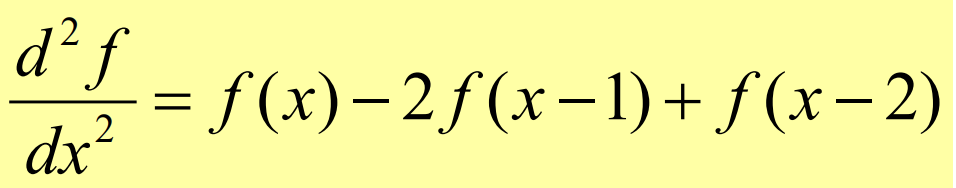 d²f/dx² = f(x) − 2f(x − 1) + f(x − 2)